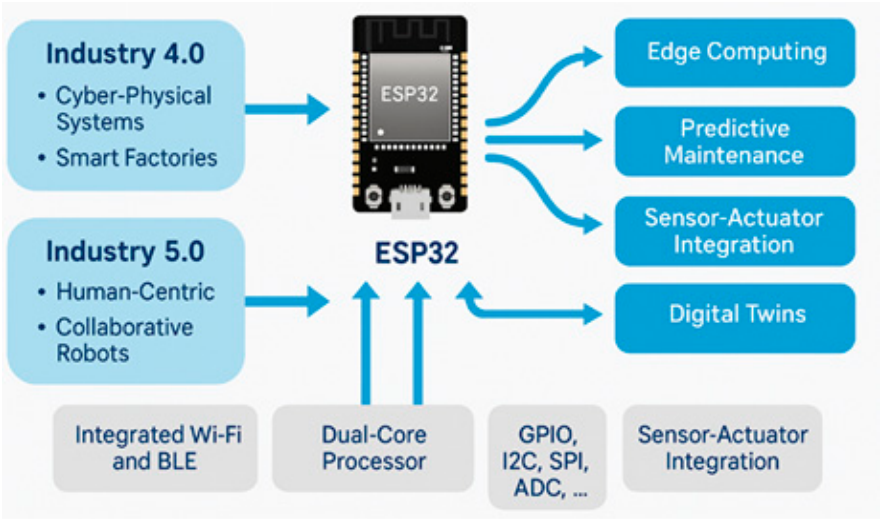 Industry 4.0
• Cyber-Physical
Systems
• Smart Factories
ESP32
ESP32
Industry 5.0
• Human-Centric
• Collaborative
Robots
Edge Computing
Predictive
Maintenance
Sensor-Actuator
Integration
Digital Twins
Integrated Wi-Fi
and BLE
Dual-Core
Processor
GPIO,
I2C, SPI,
ADC, ...
Sensor-Actuator
Integration